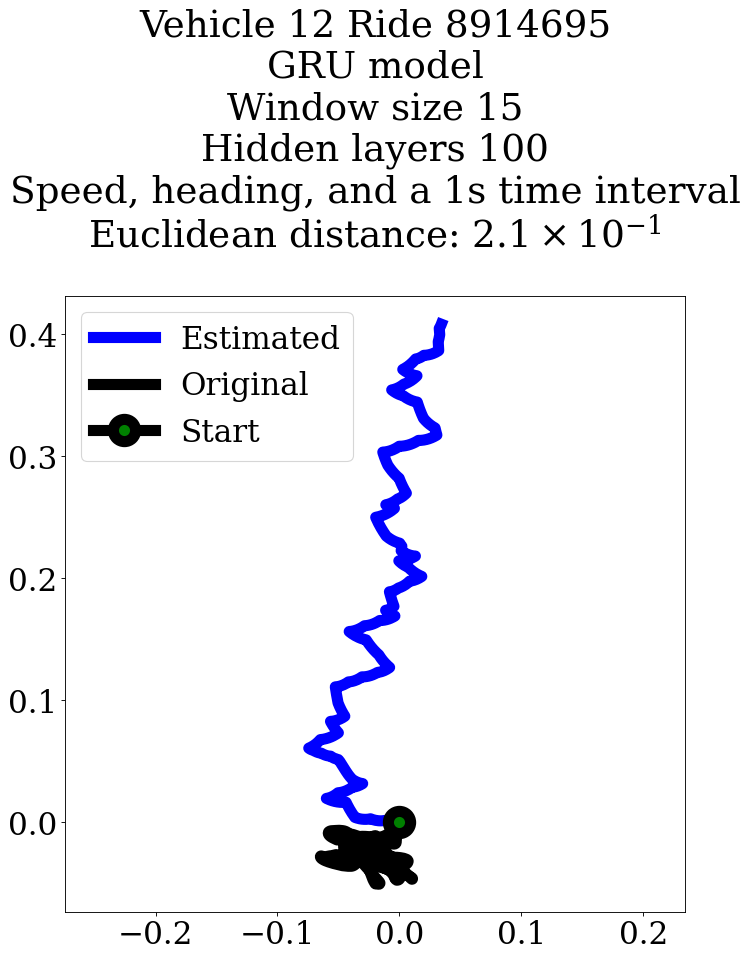 Vehicle 12 Ride 8914695
GRU model
Window size 15
Hidden layers 100
Speed, heading, and a 1s time interval
Euclidean distance: 2.1 × 10⁻¹
Estimated
Original
Start
0.4
0.3
0.2
0.1
0.0
−0.2 −0.1 0.0 0.1 0.2